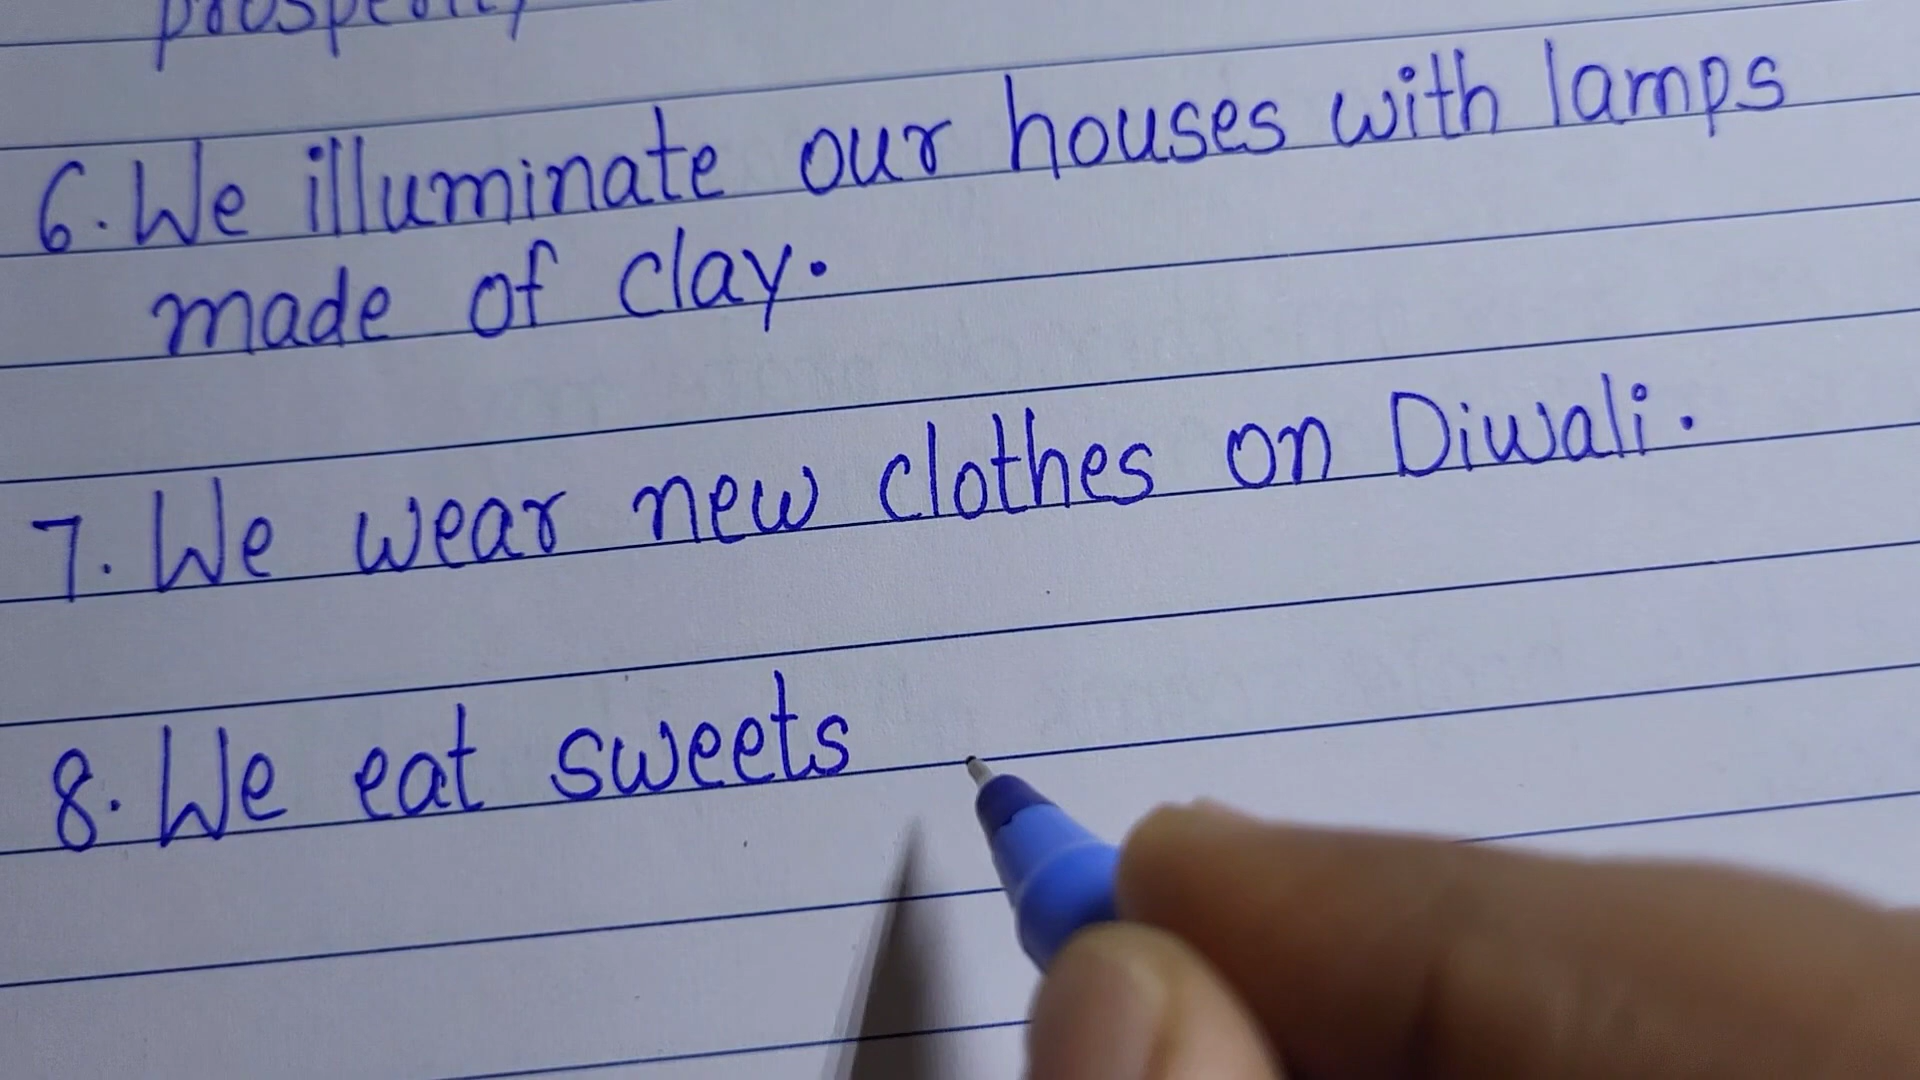 prosperity
6. We illuminate our houses with lamps
made of clay.
7. We wear new clothes on Diwali.
8. We eat sweets